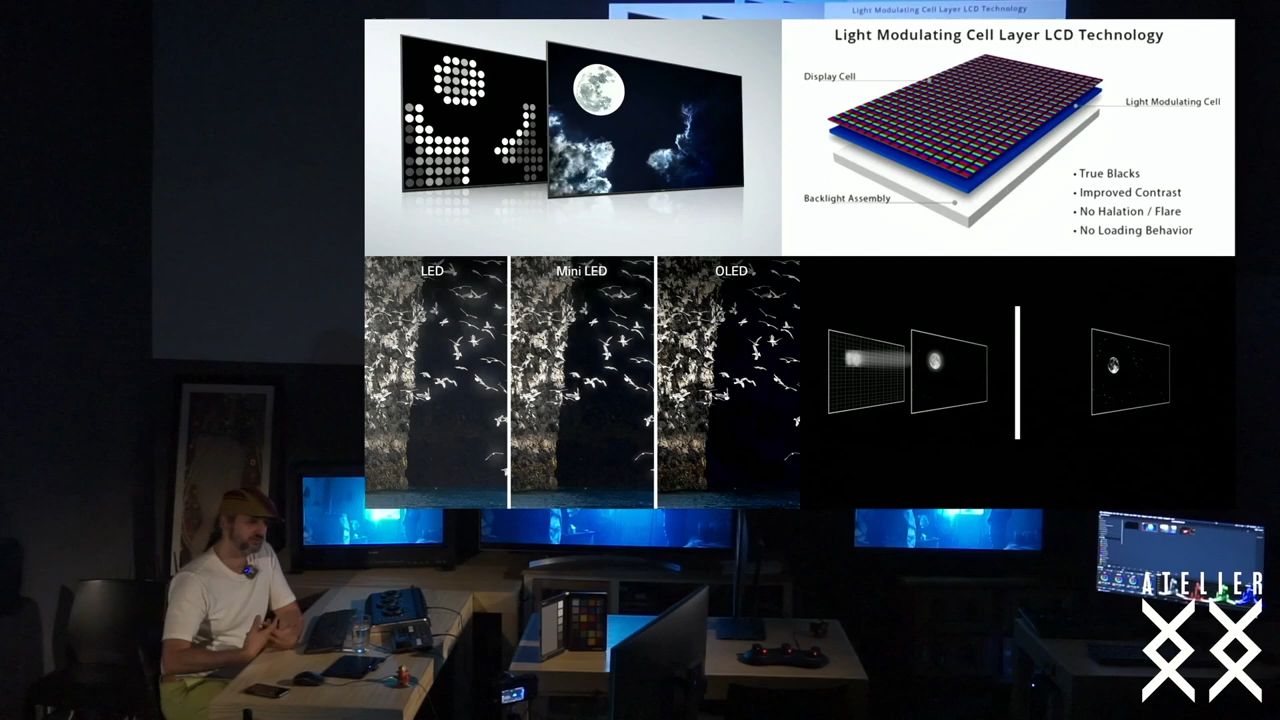 Light Modulating Cell Layer LCD Technology
Light Modulating Cell Layer LCD Technology
Display Cell
Light Modulating Cell
Backlight Assembly
• True Blacks
• Improved Contrast
• No Halation / Flare
• No Loading Behavior
LED
Mini LED
OLED
ATELIER
XX